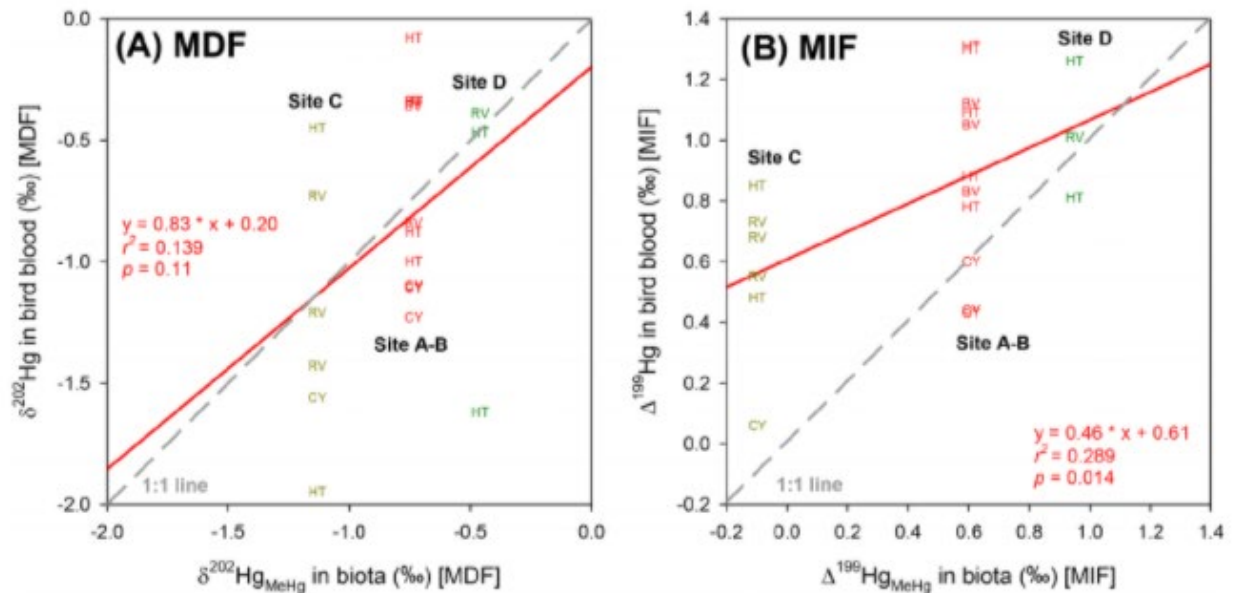 (A) MDF
0.0
-0.5
-1.0
-1.5
-2.0
δ²⁰²Hg in bird blood (‰) [MDF]
HT
Site D
Site C
RV
HT
HT
HT
RV
y = 0.83 * x + 0.20
r² = 0.139
p = 0.11
RV
HT
HT
CY
RV
CY
Site A-B
RV
CY
HT
HT
1:1 line
-2.0 -1.5 -1.0 -0.5 0.0
δ²⁰²Hg_MeHg in biota (‰) [MDF]
(B) MIF
1.4
1.2
1.0
0.8
0.6
0.4
0.2
0.0
-0.2
Δ¹⁹⁹Hg in bird blood (‰) [MIF]
HT
Site D
HT
BV
HT
BV
RV
Site C
HT
HT
BV
HT
HT
RV
RV
CY
RV
HT
CY
Site A-B
CY
y = 0.46 * x + 0.61
r² = 0.289
p = 0.014
1:1 line
-0.2 0.0 0.2 0.4 0.6 0.8 1.0 1.2 1.4
Δ¹⁹⁹Hg_MeHg in biota (‰) [MIF]